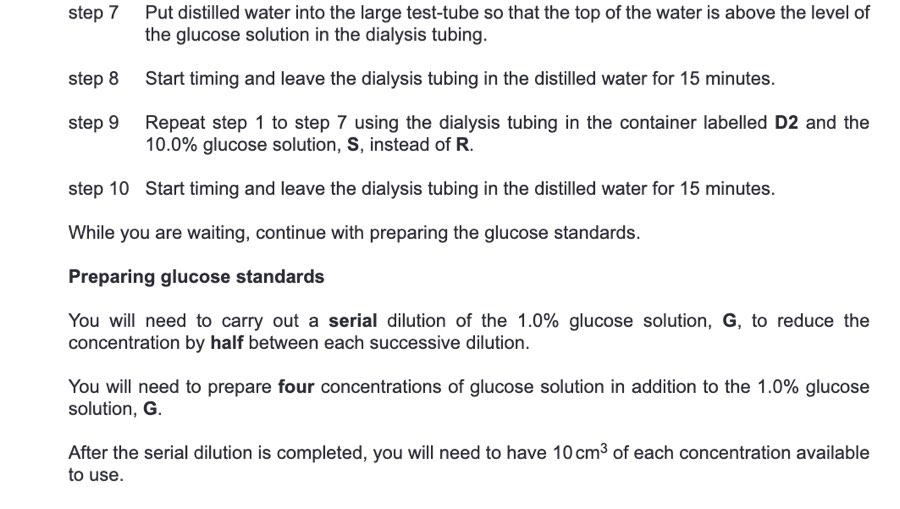 step 7 Put distilled water into the large test-tube so that the top of the water is above the level of
the glucose solution in the dialysis tubing.
step 8 Start timing and leave the dialysis tubing in the distilled water for 15 minutes.
step 9 Repeat step 1 to step 7 using the dialysis tubing in the container labelled D2 and the
10.0% glucose solution, S, instead of R.
step 10 Start timing and leave the dialysis tubing in the distilled water for 15 minutes.
While you are waiting, continue with preparing the glucose standards.
Preparing glucose standards
You will need to carry out a serial dilution of the 1.0% glucose solution, G, to reduce the
concentration by half between each successive dilution.
You will need to prepare four concentrations of glucose solution in addition to the 1.0% glucose
solution, G.
After the serial dilution is completed, you will need to have 10 cm³ of each concentration available
to use.